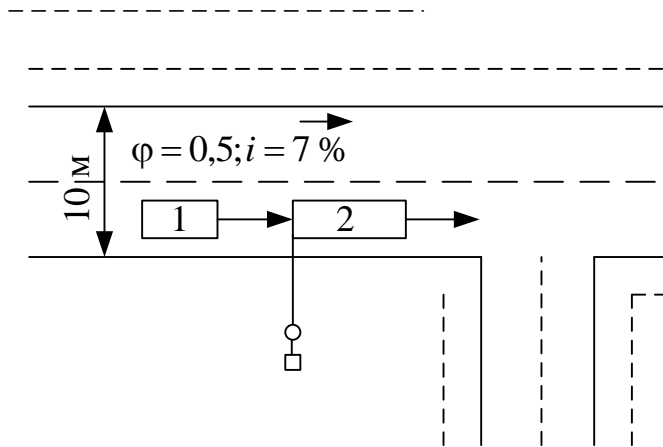 φ = 0,5; i = 7 %
10 м
1
2